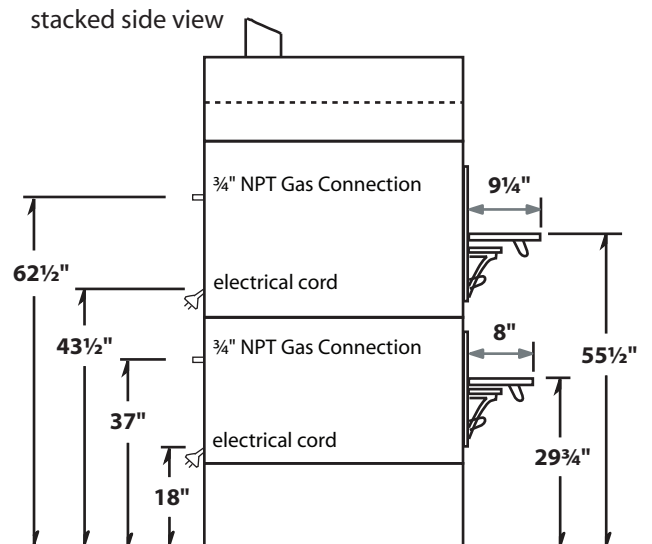 stacked side view
¾" NPT Gas Connection
9¼"
62½"
electrical cord
43½"
¾" NPT Gas Connection
8"
55½"
37"
electrical cord
29¾"
18"